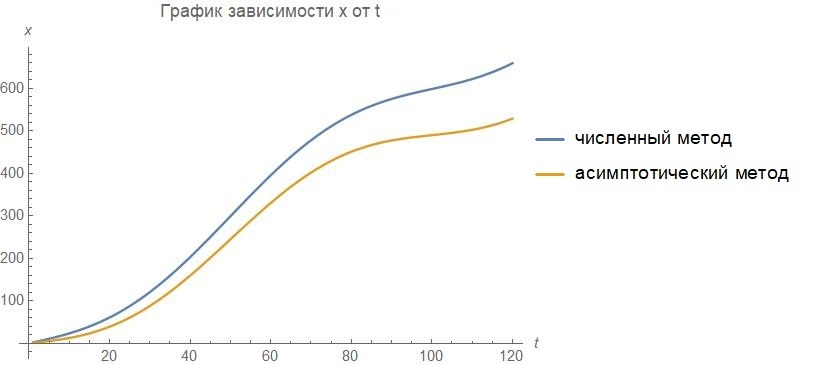 График зависимости x от t
x
600
500
400
300
200
100
20 40 60 80 100 120 t
численный метод
асимптотический метод